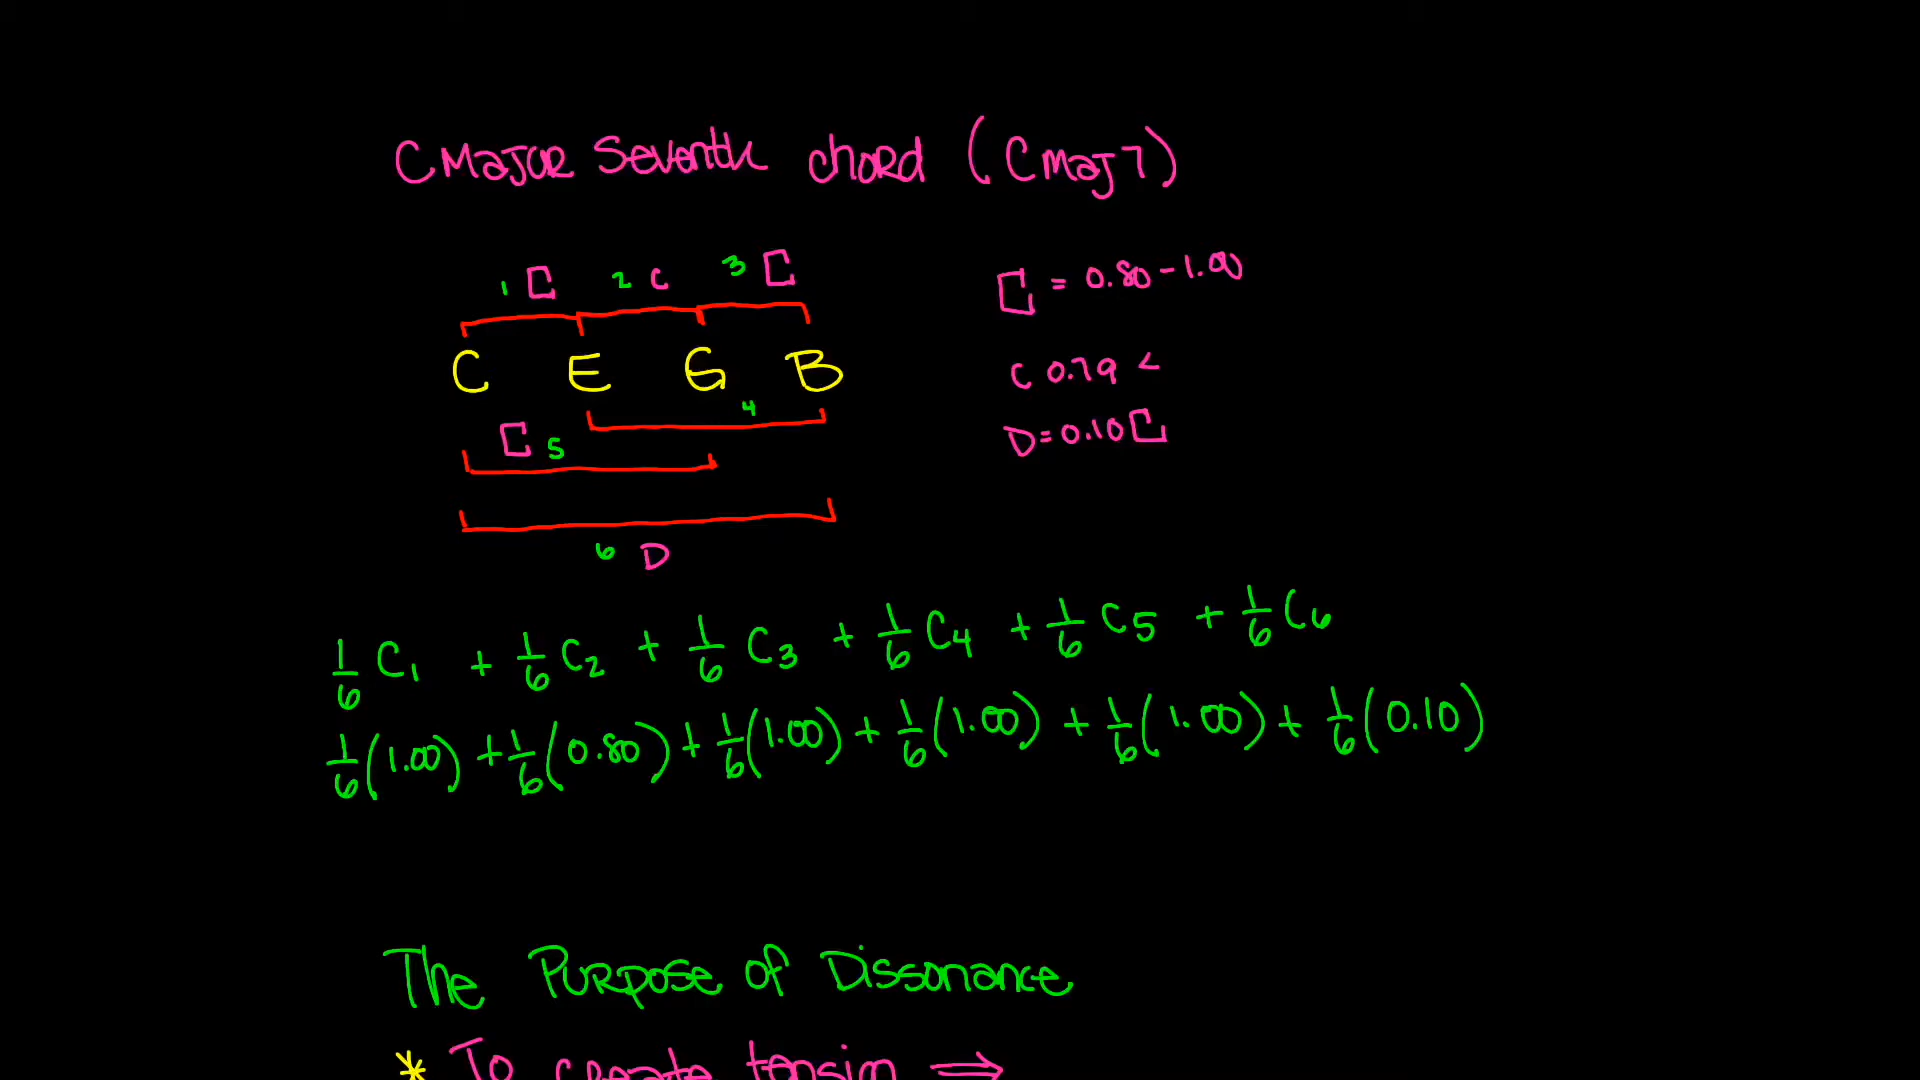 C Major Seventh chord (Cmaj7)
1 C 2 c 3 C
C E G B
4
C 5
6 D
C = 0.80 - 1.00
C 0.79 <
D = 0.10 C
1/6 C₁ + 1/6 C₂ + 1/6 C₃ + 1/6 C₄ + 1/6 C₅ + 1/6 C₆
1/6 (1.00) + 1/6 (0.80) + 1/6 (1.00) + 1/6 (1.00) + 1/6 (1.00) + 1/6 (0.10)
The Purpose of Dissonance
* To create tension ⇒